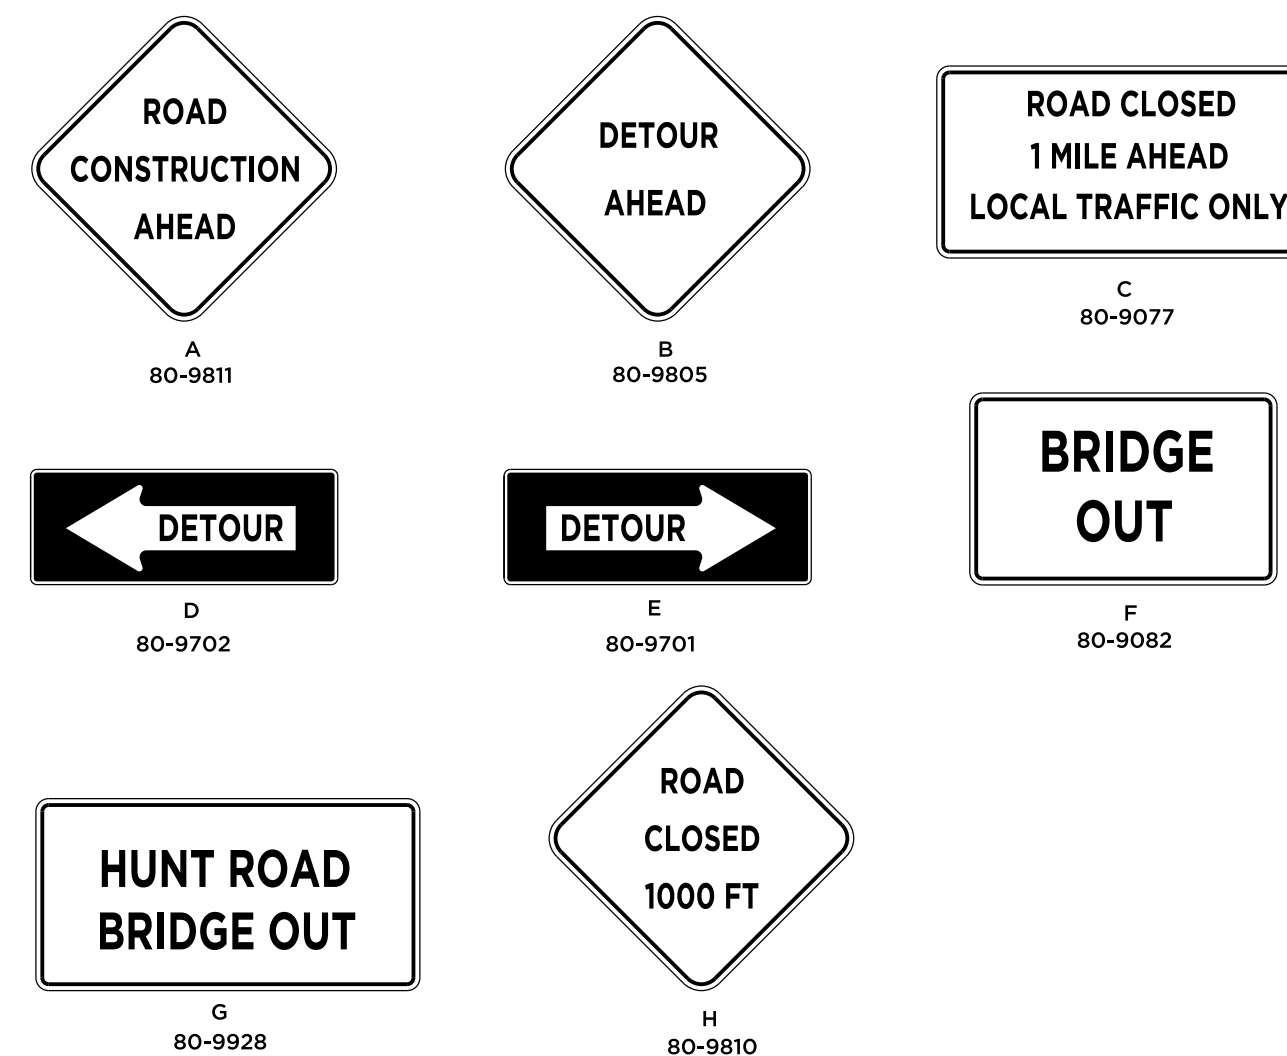 ROAD
CONSTRUCTION
AHEAD
A
80-9811
DETOUR
AHEAD
B
80-9805
ROAD CLOSED
1 MILE AHEAD
LOCAL TRAFFIC ONLY
C
80-9077
DETOUR
D
80-9702
DETOUR
E
80-9701
BRIDGE
OUT
F
80-9082
HUNT ROAD
BRIDGE OUT
G
80-9928
ROAD
CLOSED
1000 FT
H
80-9810